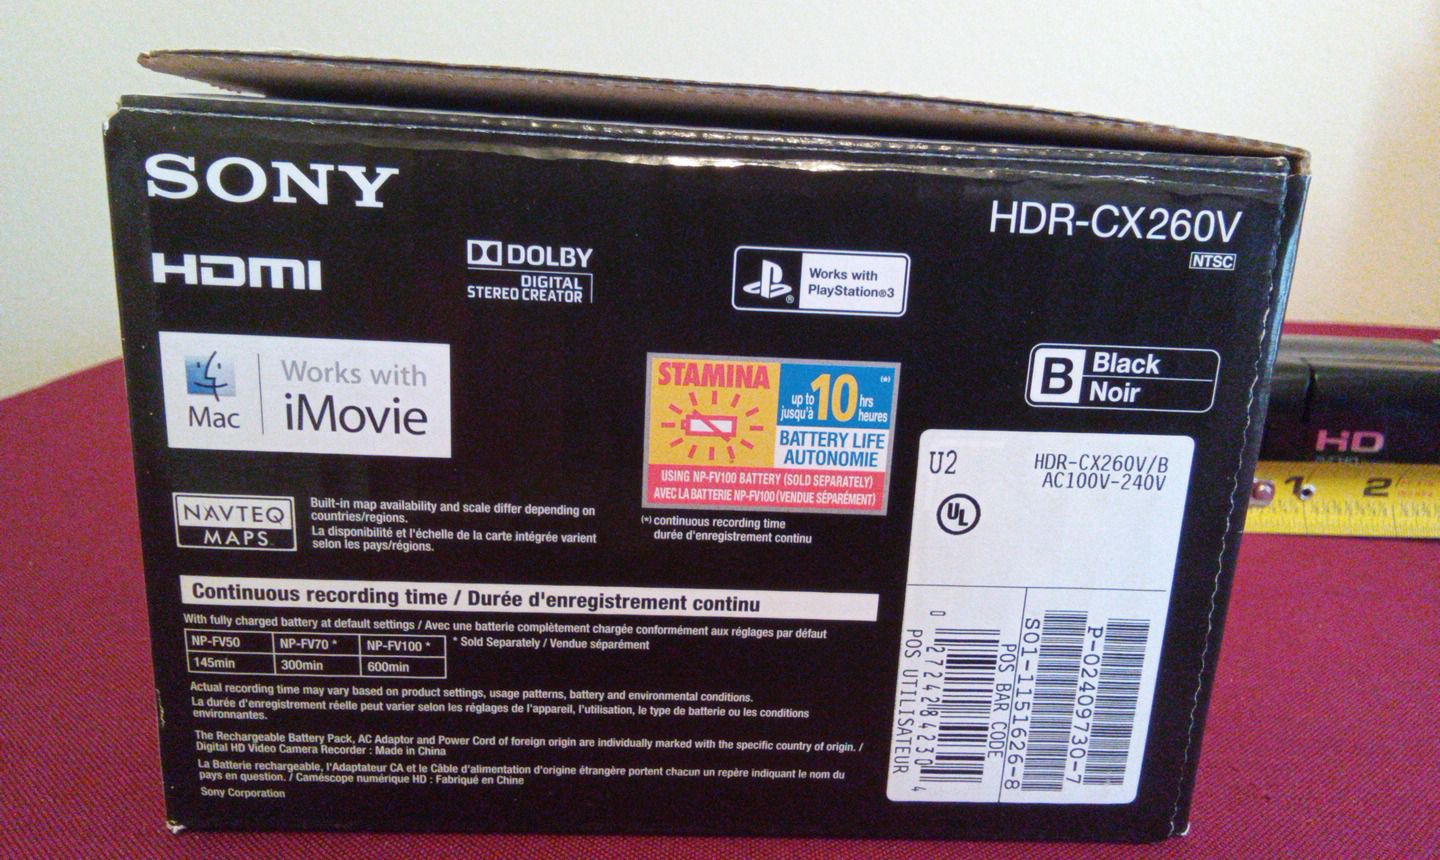 SONY
HDR-CX260V
NTSC
HDMI
DOLBY
DIGITAL
STEREO CREATOR
Works with
PlayStation®3
Mac
Works with
iMovie
STAMINA
up to
jusqu'à
10
hrs
heures
(*)
BATTERY LIFE
AUTONOMIE
USING NP-FV100 BATTERY (SOLD SEPARATELY)
AVEC LA BATTERIE NP-FV100 (VENDUE SÉPARÉMENT)
(*) continuous recording time
durée d'enregistrement continu
B
Black
Noir
NAVTEQ
MAPS
Built-in map availability and scale differ depending on
countries/regions.
La disponibilité et l'échelle de la carte intégrée varient
selon les pays/régions.
Continuous recording time / Durée d'enregistrement continu
With fully charged battery at default settings / Avec une batterie complètement chargée conformément aux réglages par défaut
NP-FV50 NP-FV70 * NP-FV100 * * Sold Separately / Vendue séparément
145min 300min 600min
Actual recording time may vary based on product settings, usage patterns, battery and environmental conditions.
La durée d'enregistrement réelle peut varier selon les réglages de l'appareil, l'utilisation, le type de batterie ou les conditions
environnantes.
The Rechargeable Battery Pack, AC Adaptor and Power Cord of foreign origin are individually marked with the specific country of origin. /
Digital HD Video Camera Recorder : Made in China
La Batterie rechargeable, l'Adaptateur CA et le Câble d'alimentation d'origine étrangère portent chacun un repère indiquant le nom du
pays en question. / Caméscope numérique HD : Fabriqué en Chine
Sony Corporation
U2
HDR-CX260V/B
AC100V-240V
UL
P-02409730-7
S01-1151626-8
POS BAR CODE
0 27242 84230 4
POS UTILISATEUR
HD
1 2